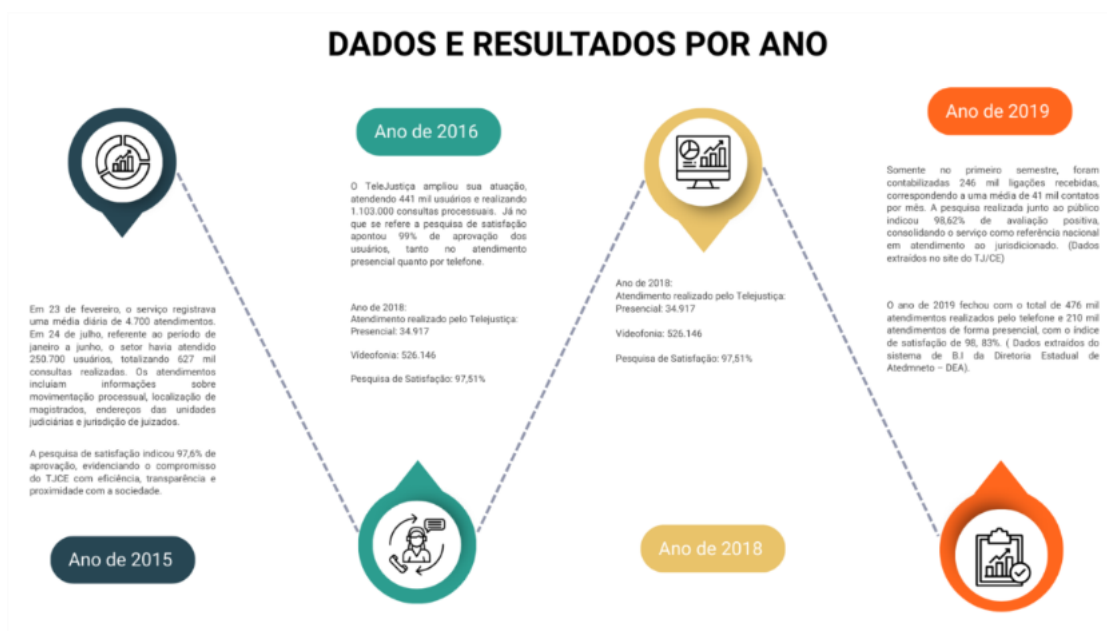 DADOS E RESULTADOS POR ANO
Em 23 de fevereiro, o serviço registrava
uma média diária de 4.700 atendimentos.
Em 24 de julho, referente ao período de
janeiro a junho, o setor havia atendido
250.700 usuários, totalizando 627 mil
consultas realizadas. Os atendimentos
incluíam informações sobre
movimentação processual, localização de
magistrados, endereços das unidades
judiciárias e jurisdição de juizados.
A pesquisa de satisfação indicou 97,6% de
aprovação, evidenciando o compromisso
do TJCE com eficiência, transparência e
proximidade com a sociedade.
Ano de 2015
Ano de 2016
O TeleJustiça ampliou sua atuação,
atendendo 441 mil usuários e realizando
1.103.000 consultas processuais. Já no
que se refere a pesquisa de satisfação
apontou 99% de aprovação dos
usuários, tanto no atendimento
presencial quanto por telefone.
Ano de 2018:
Atendimento realizado pelo Telejustiça:
Presencial: 34.917
Videofonia: 526.146
Pesquisa de Satisfação: 97,51%
Ano de 2018:
Atendimento realizado pelo Telejustiça:
Presencial: 34.917
Videofonia: 526.146
Pesquisa de Satisfação: 97,51%
Ano de 2018
Ano de 2019
Somente no primeiro semestre, foram
contabilizadas 246 mil ligações recebidas,
correspondendo a uma média de 41 mil contatos
por mês. A pesquisa realizada junto ao público
indicou 98,62% de avaliação positiva,
consolidando o serviço como referência nacional
em atendimento ao jurisdicionado. (Dados
extraídos no site do TJ/CE)
O ano de 2019 fechou com o total de 476 mil
atendimentos realizados pelo telefone e 210 mil
atendimentos de forma presencial, com o índice
de satisfação de 98, 83%. ( Dados extraídos do
sistema de B.I da Diretoria Estadual de
Atedmneto – DEA).